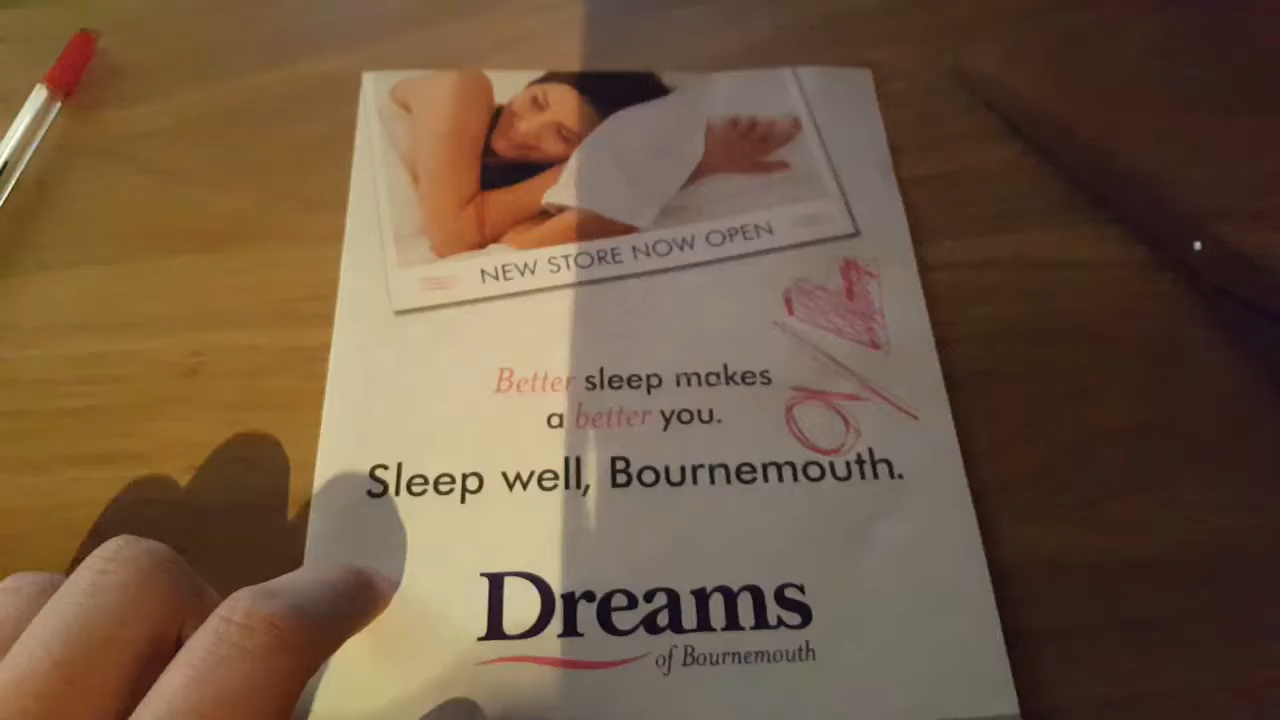 NEW STORE NOW OPEN
Better sleep makes
a better you.
Sleep well, Bournemouth.
Dreams
of Bournemouth